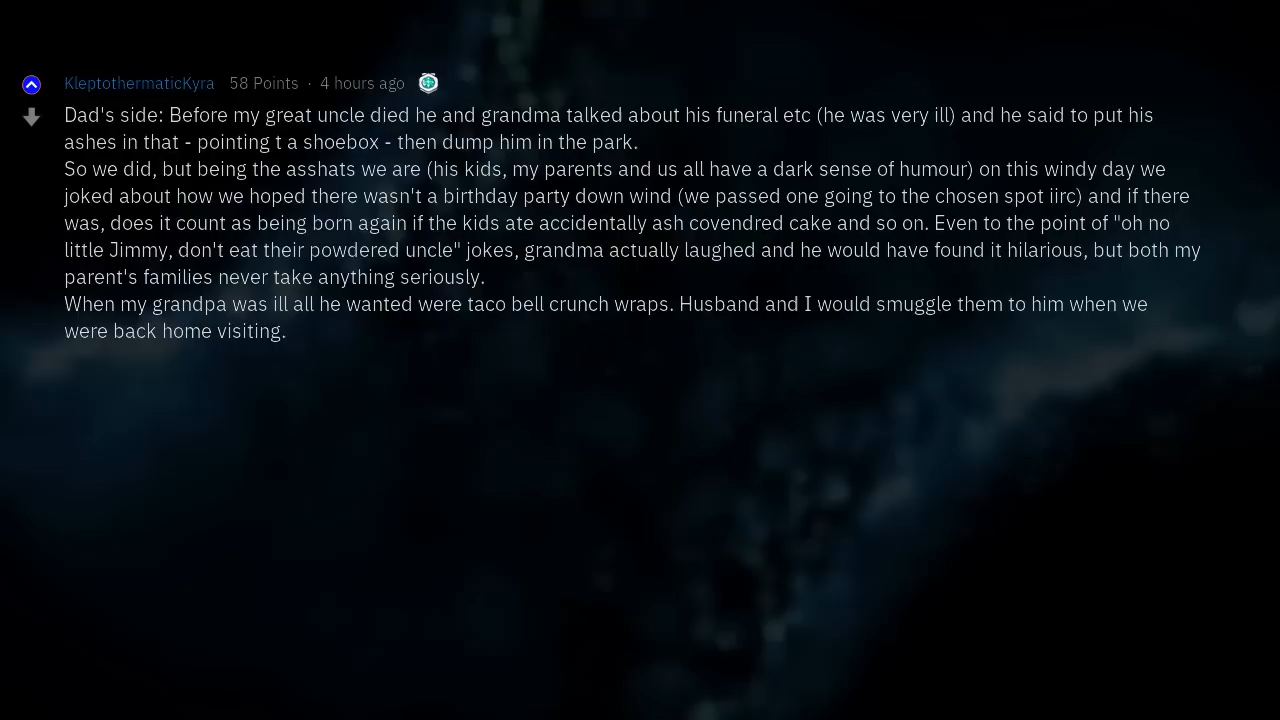 KleptothermaticKyra 58 Points · 4 hours ago
Dad's side: Before my great uncle died he and grandma talked about his funeral etc (he was very ill) and he said to put his
ashes in that - pointing t a shoebox - then dump him in the park.
So we did, but being the asshats we are (his kids, my parents and us all have a dark sense of humour) on this windy day we
joked about how we hoped there wasn't a birthday party down wind (we passed one going to the chosen spot iirc) and if there
was, does it count as being born again if the kids ate accidentally ash covendred cake and so on. Even to the point of "oh no
little Jimmy, don't eat their powdered uncle" jokes, grandma actually laughed and he would have found it hilarious, but both my
parent's families never take anything seriously.
When my grandpa was ill all he wanted were taco bell crunch wraps. Husband and I would smuggle them to him when we
were back home visiting.